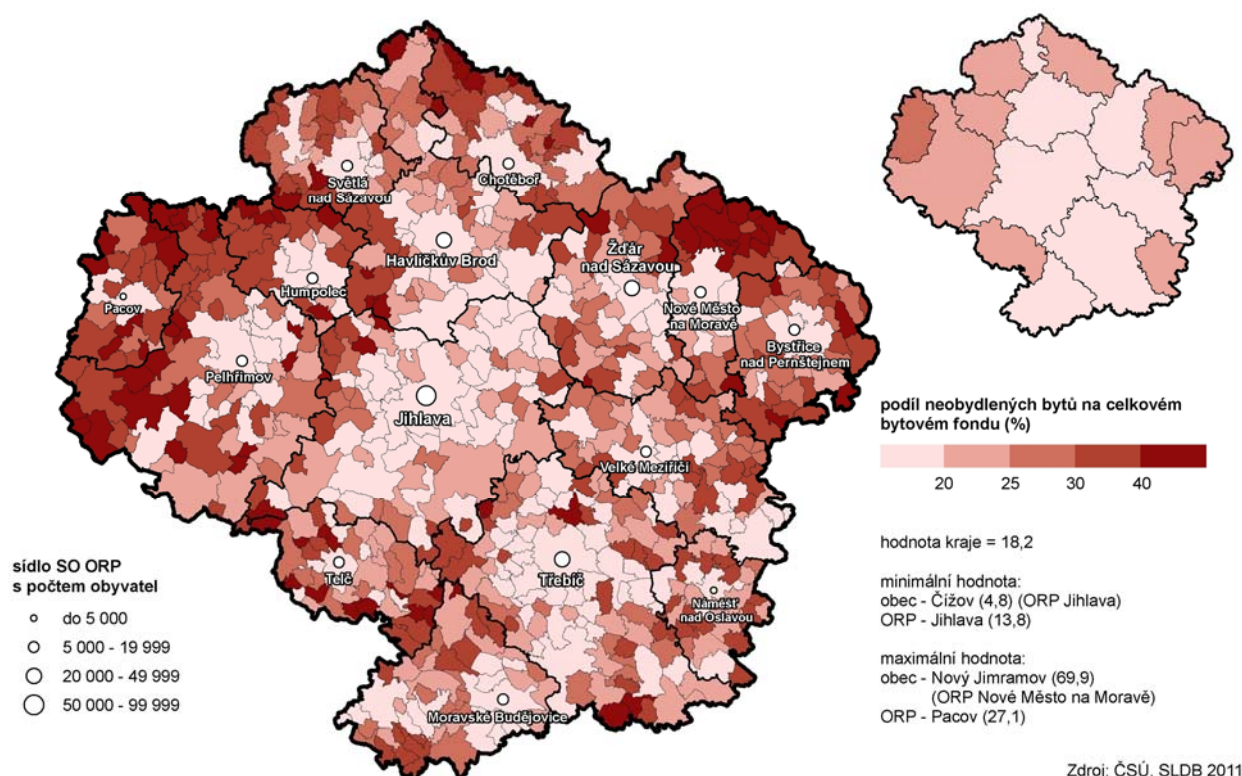 Světlá
nad Sázavou
Chotěboř
Havlíčkův Brod
Žďár
nad Sázavou
Humpolec
Pacov
Nové Město
na Moravě
Bystřice
nad Pernštejnem
Pelhřimov
Jihlava
Velké Meziříčí
Telč
Třebíč
Náměšť
nad Oslavou
Moravské Budějovice
sídlo SO ORP
s počtem obyvatel
do 5 000
5 000 - 19 999
20 000 - 49 999
50 000 - 99 999
podíl neobydlených bytů na celkovém
bytovém fondu (%)
20 25 30 40
hodnota kraje = 18,2
minimální hodnota:
obec - Čížov (4,8) (ORP Jihlava)
ORP - Jihlava (13,8)
maximální hodnota:
obec - Nový Jimramov (69,9)
(ORP Nové Město na Moravě)
ORP - Pacov (27,1)
Zdroj: ČSÚ, SLDB 2011